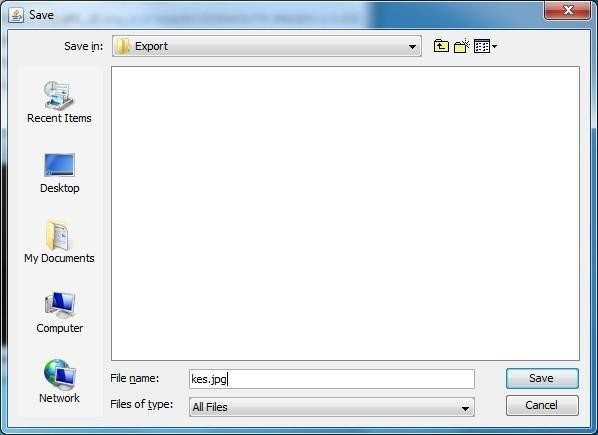 Save
Save in: Export
Recent Items
Desktop
My Documents
Computer
Network
File name: kes.jpg Save
Files of type: All Files Cancel